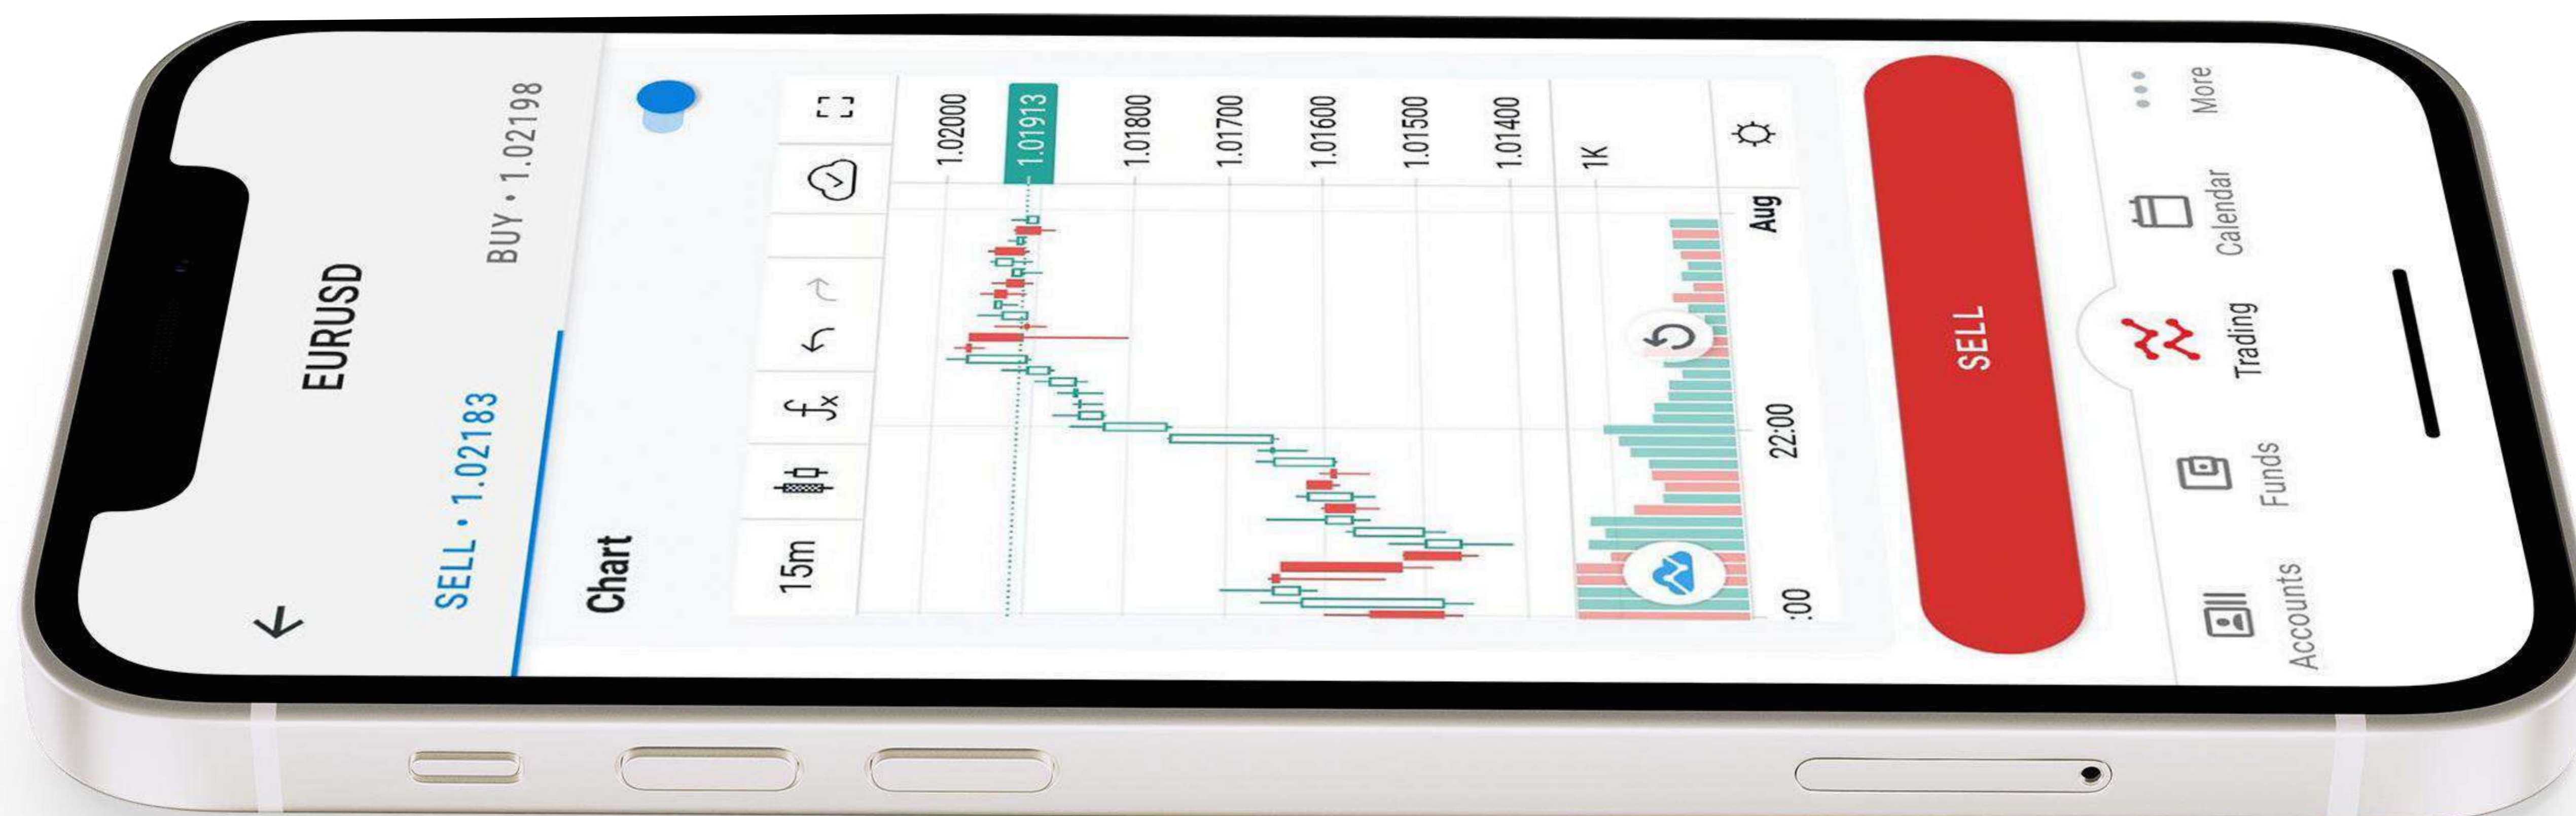 EURUSD
SELL • 1.02183 BUY • 1.02198
Chart
15m fx
1.02000
1.01913
1.01800
1.01700
1.01600
1.01500
1.01400
1K
:00 22:00 Aug
SELL
Accounts Funds Trading Calendar More